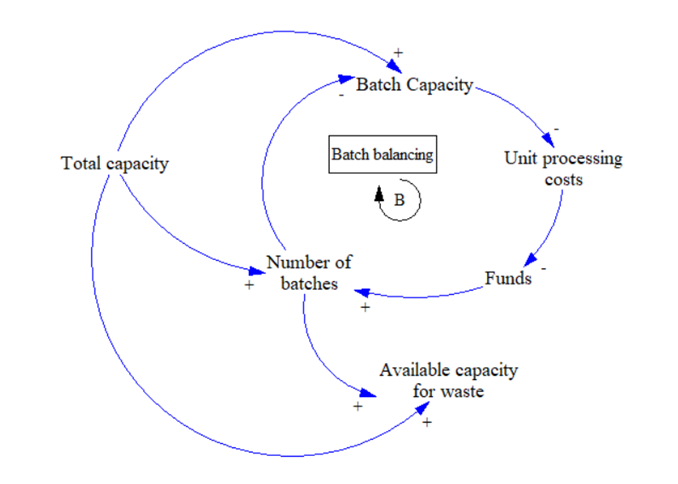 +
Batch Capacity
-
-
Batch balancing
Total capacity
Unit processing
costs
B
Number of
batches
Funds
-
+
+
Available capacity
for waste
+
+